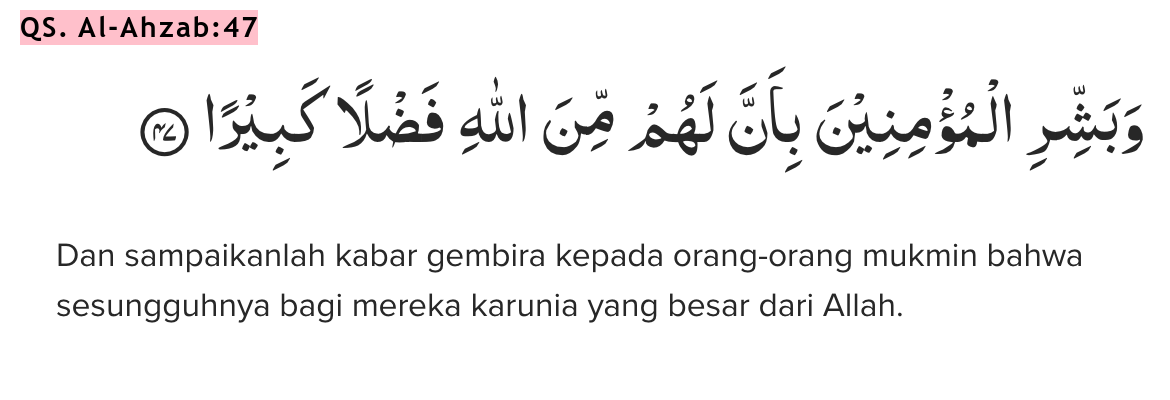 QS. Al-Ahzab:47
وَبَشِّرِ الْمُؤْمِنِيْنَ بِاَنَّ لَهُمْ مِّنَ اللّٰهِ فَضْلًا كَبِيْرًا ۝٤٧
Dan sampaikanlah kabar gembira kepada orang-orang mukmin bahwa
sesungguhnya bagi mereka karunia yang besar dari Allah.